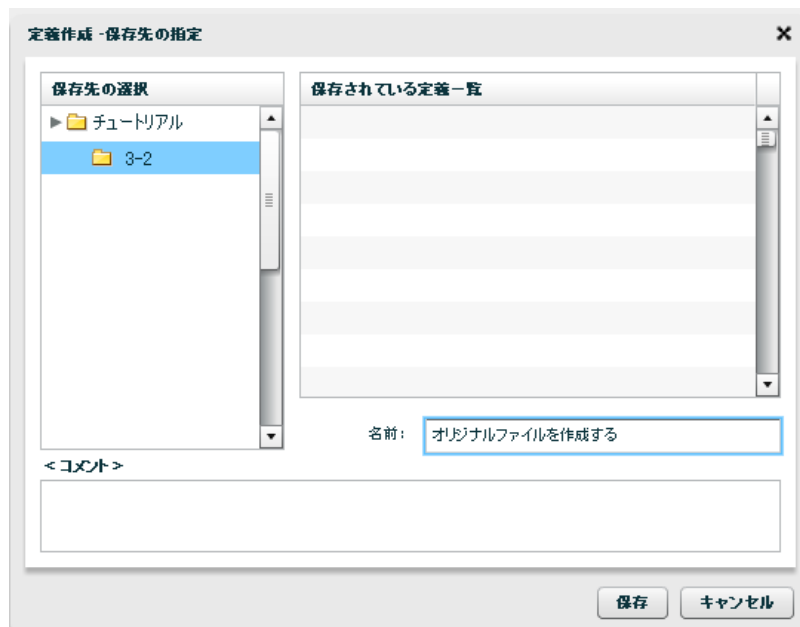 定義作成 -保存先の指定
保存先の選択
保存されている定義一覧
チュートリアル
3-2
名前:
オリジナルファイルを作成する
<コメント>
保存
キャンセル